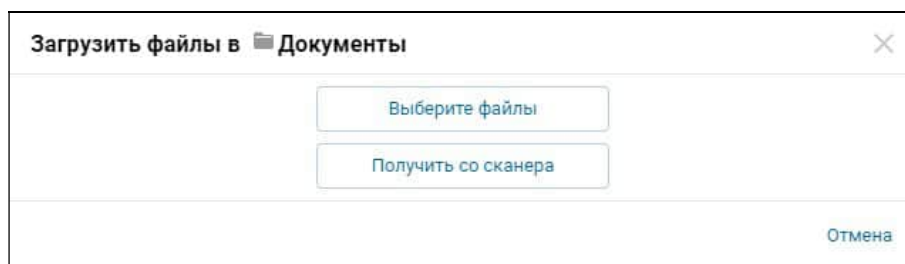 Загрузить файлы в Документы
Выберите файлы
Получить со сканера
Отмена